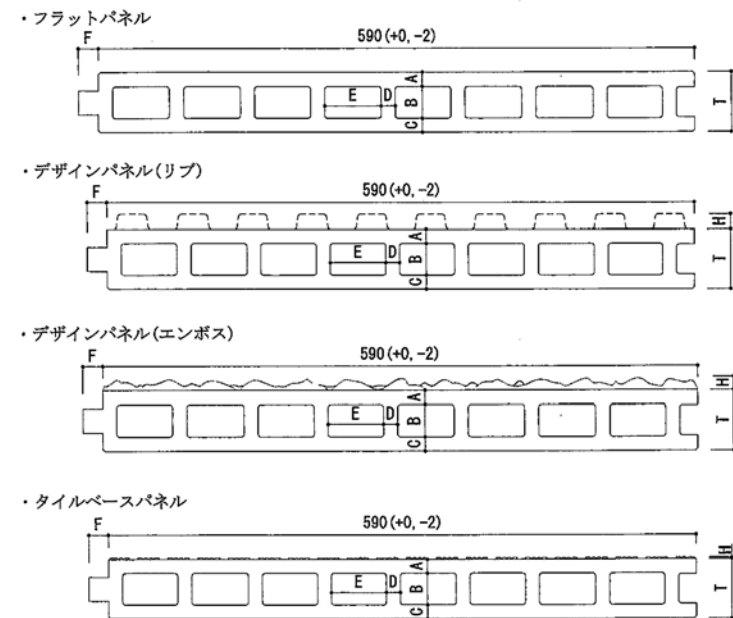 ・フラットパネル
F 590(+0, -2)
A
E D B T
C
・デザインパネル(リブ)
F 590(+0, -2)
H
A
E D B T
C
・デザインパネル(エンボス)
F 590(+0, -2)
H
A
E D B T
C
・タイルベースパネル
F 590(+0, -2)
H
A
E D B T
C